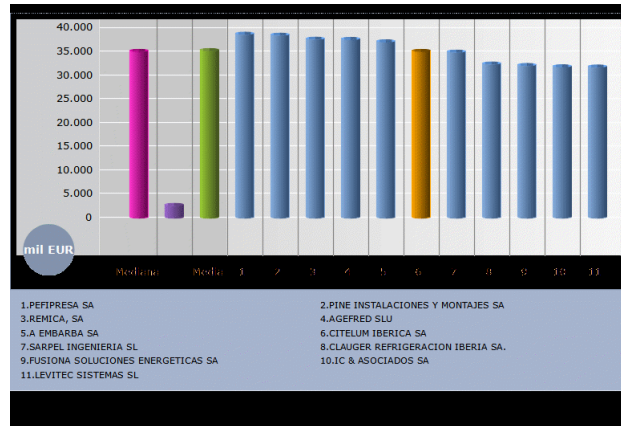 40.000
35.000
30.000
25.000
20.000
15.000
10.000
5.000
0
mil EUR
Mediana Media 1 2 3 4 5 6 7 8 9 10 11
1.PEFIPRESA SA 2.PINE INSTALACIONES Y MONTAJES SA
3.REMICA, SA 4.AGEFRED SLU
5.A EMBARBA SA 6.CITELUM IBERICA SA
7.SARPEL INGENIERIA SL 8.CLAUGER REFRIGERACION IBERIA SA.
9.FUSIONA SOLUCIONES ENERGETICAS SA 10.IC & ASOCIADOS SA
11.LEVITEC SISTEMAS SL